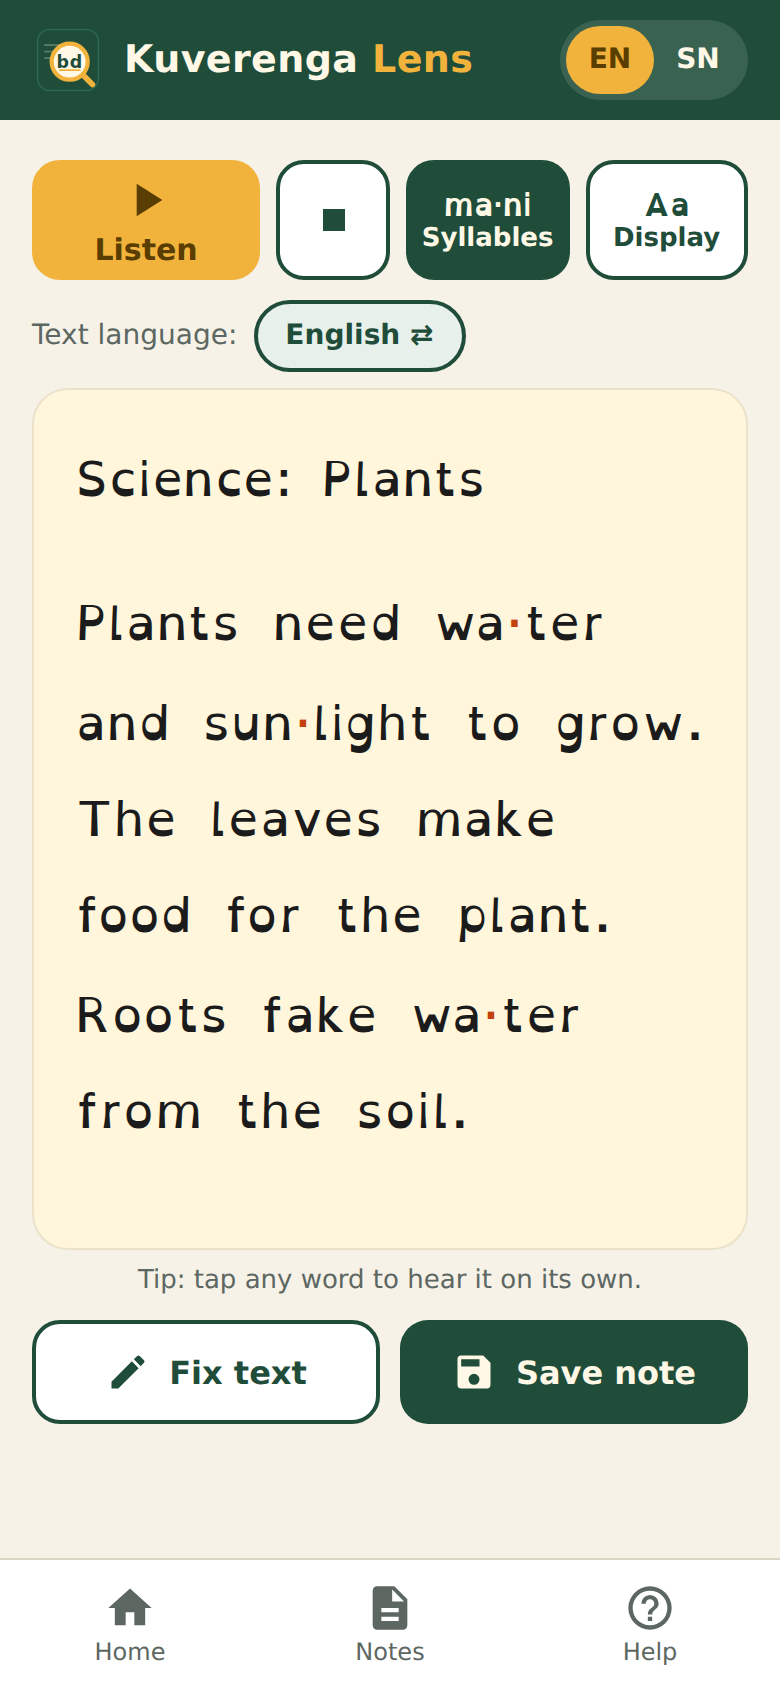 bd
Kuverenga Lens
EN SN
Listen
ma·ni
Syllables
Aa
Display
Text language: English ⇄
Science: Plants
Plants need wa·ter
and sun·light to grow.
The leaves make
food for the plant.
Roots fake wa·ter
from the soil.
Tip: tap any word to hear it on its own.
Fix text
Save note
Home
Notes
Help